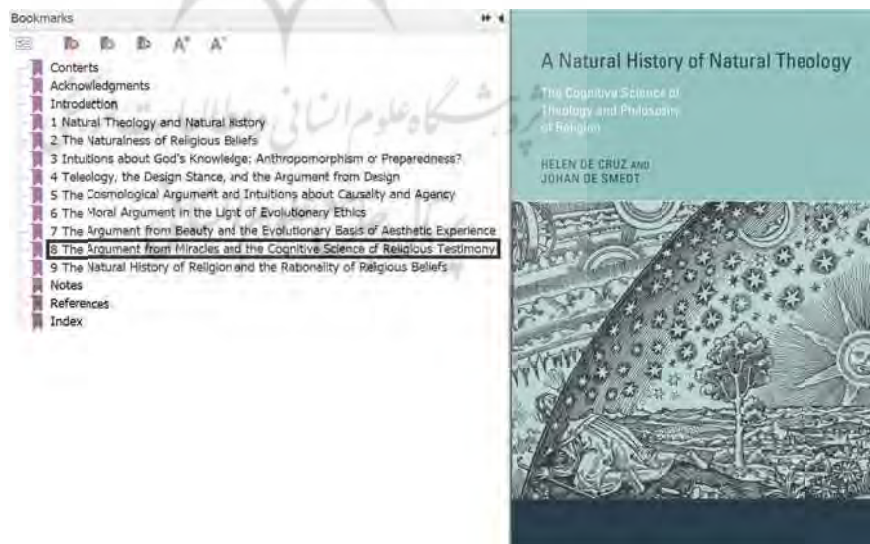 Bookmarks
Contents
Acknowledgments
Introduction
1 Natural Theology and Natural History
2 The Naturalness of Religious Beliefs
3 Intuitions about God's Knowledge: Anthropomorphism or Preparedness?
4 Teleology, the Design Stance, and the Argument from Design
5 The Cosmological Argument and Intuitions about Causality and Agency
6 The Moral Argument in the Light of Evolutionary Ethics
7 The Argument from Beauty and the Evolutionary Basis of Aesthetic Experience
8 The Argument from Miracles and the Cognitive Science of Religious Testimony
9 The Natural History of Religion and the Rationality of Religious Beliefs
Notes
References
Index
A Natural History of Natural Theology
The Cognitive Science of
Theology and Philosophy
of Religion
HELEN DE CRUZ AND
JOHAN DE SMEDT
پژوهشگاه علوم انسانی و مطالعات